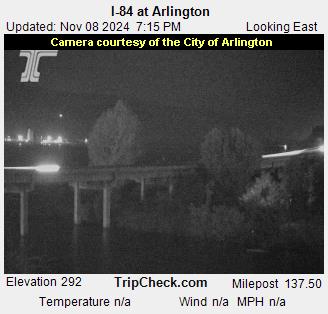 I-84 at Arlington
Updated: Nov 08 2024 7:15 PM Looking East
Camera courtesy of the City of Arlington
Elevation 292 TripCheck.com Milepost 137.50
Temperature n/a Wind n/a MPH n/a